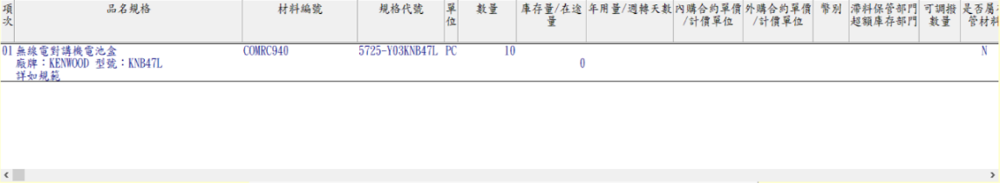 項次 品名規格 材料編號 規格代號 單位 數量 庫存量/在途量 年用量/週轉天數 內購合約單價/計價單位 外購合約單價/計價單位 幣別 滯料保管部門超額庫存部門 可調撥數量 是否屬 管材料
01 無線電對講機電池盒 COMRC940 5725-Y03KNB47L PC 10 N
廠牌：KENWOOD 型號：KNB47L 0
詳如規範